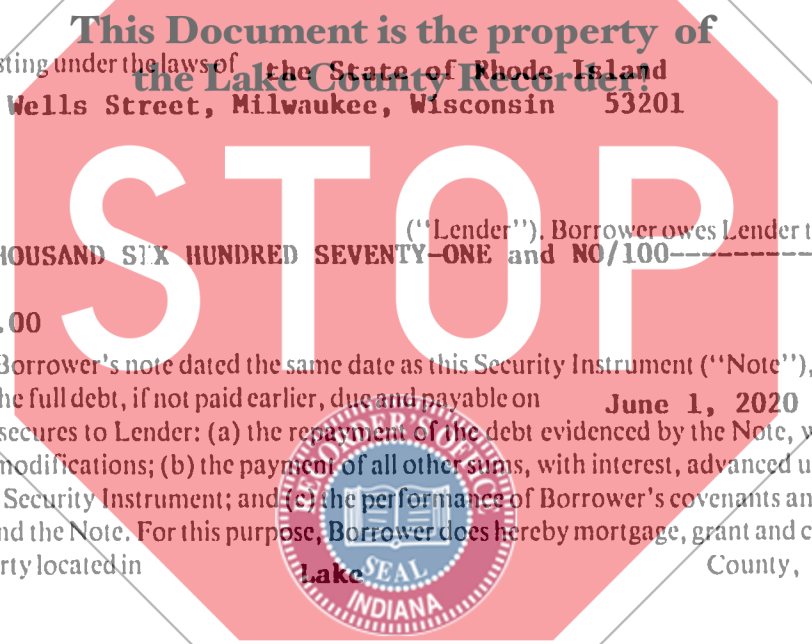 This Document is the property of
sting under the laws of the State of Rhode Island
the Lake County Recorder!
Wells Street, Milwaukee, Wisconsin 53201
STOP
("Lender"). Borrower owes Lender t
HOUSAND SIX HUNDRED SEVENTY-ONE and NO/100----------
.00
Borrower's note dated the same date as this Security Instrument ("Note"),
he full debt, if not paid earlier, due and payable on June 1, 2020
secures to Lender: (a) the repayment of the debt evidenced by the Note, w
modifications; (b) the payment of all other sums, with interest, advanced u
Security Instrument; and (c) the performance of Borrower's covenants an
nd the Note. For this purpose, Borrower does hereby mortgage, grant and c
rty located in Lake County,
RECORDER'S OFFICE
SEAL
INDIANA